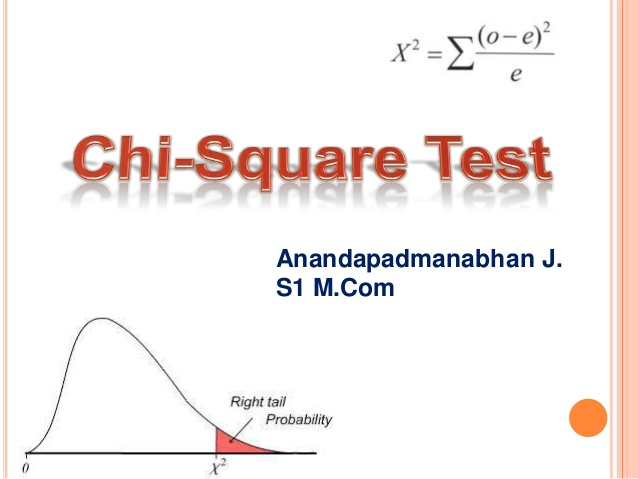 X² = ∑ (o – e)² / e
Chi-Square Test
Anandapadmanabhan J.
S1 M.Com
Right tail
Probability
0
X²